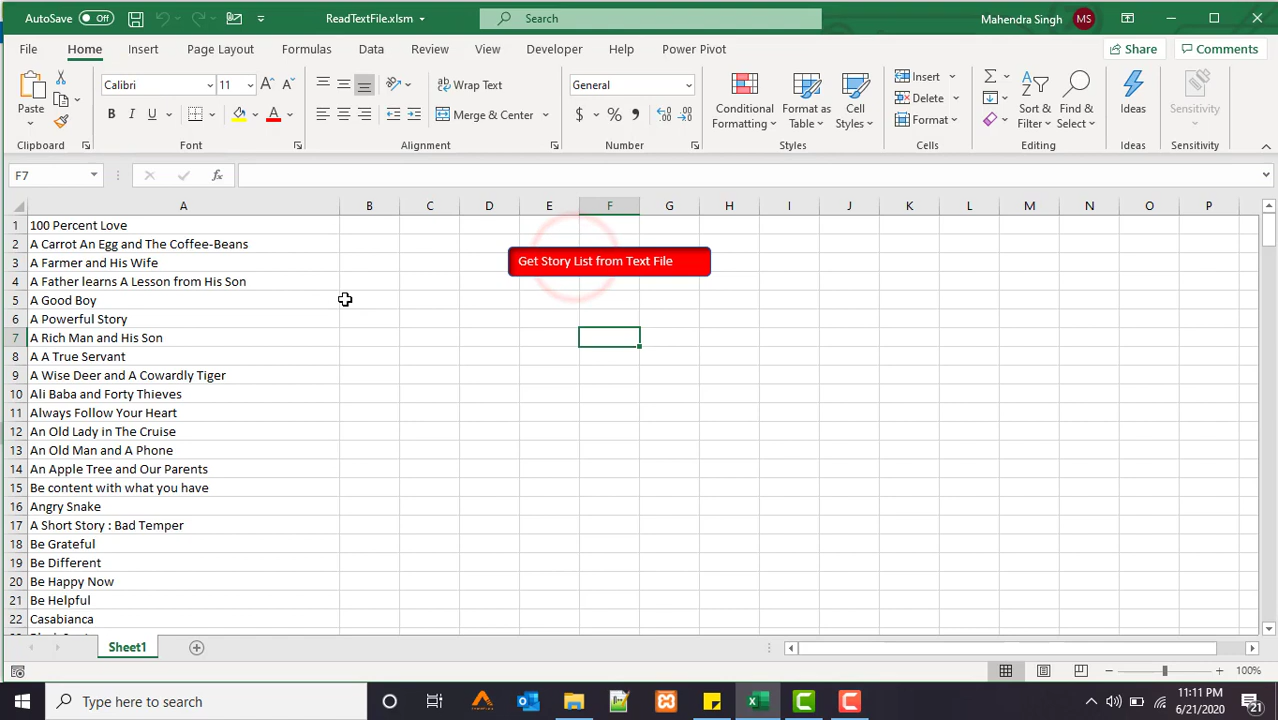 AutoSave Off ReadTextFile.xlsm Search Mahendra Singh MS
File Home Insert Page Layout Formulas Data Review View Developer Help Power Pivot Share Comments
Paste Calibri 11 Wrap Text General Conditional Formatting Format as Table Cell Styles Insert Sort & Filter Find & Select Ideas Sensitivity
B I U A Merge & Center $ % Delete
Format
Clipboard Font Alignment Number Styles Cells Editing Ideas Sensitivity
F7 fx
A B C D E F G H I J K L M N O P
1 100 Percent Love
2 A Carrot An Egg and The Coffee-Beans
3 A Farmer and His Wife Get Story List from Text File
4 A Father learns A Lesson from His Son
5 A Good Boy
6 A Powerful Story
7 A Rich Man and His Son
8 A A True Servant
9 A Wise Deer and A Cowardly Tiger
10 Ali Baba and Forty Thieves
11 Always Follow Your Heart
12 An Old Lady in The Cruise
13 An Old Man and A Phone
14 An Apple Tree and Our Parents
15 Be content with what you have
16 Angry Snake
17 A Short Story : Bad Temper
18 Be Grateful
19 Be Different
20 Be Happy Now
21 Be Helpful
22 Casabianca
Sheet1
100%
Type here to search 11:11 PM
6/21/2020 21